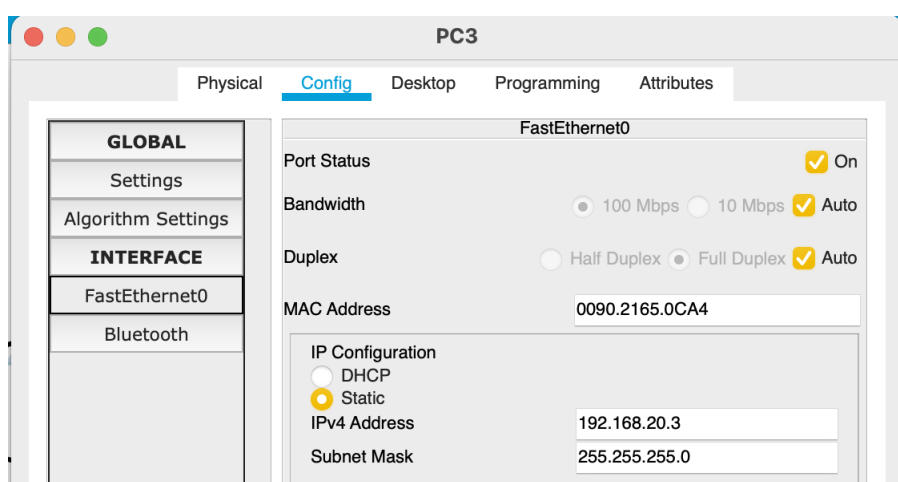 PC3
Physical Config Desktop Programming Attributes
GLOBAL
Settings
Algorithm Settings
INTERFACE
FastEthernet0
Bluetooth
FastEthernet0
Port Status On
Bandwidth 100 Mbps 10 Mbps Auto
Duplex Half Duplex Full Duplex Auto
MAC Address 0090.2165.0CA4
IP Configuration
DHCP
Static
IPv4 Address 192.168.20.3
Subnet Mask 255.255.255.0